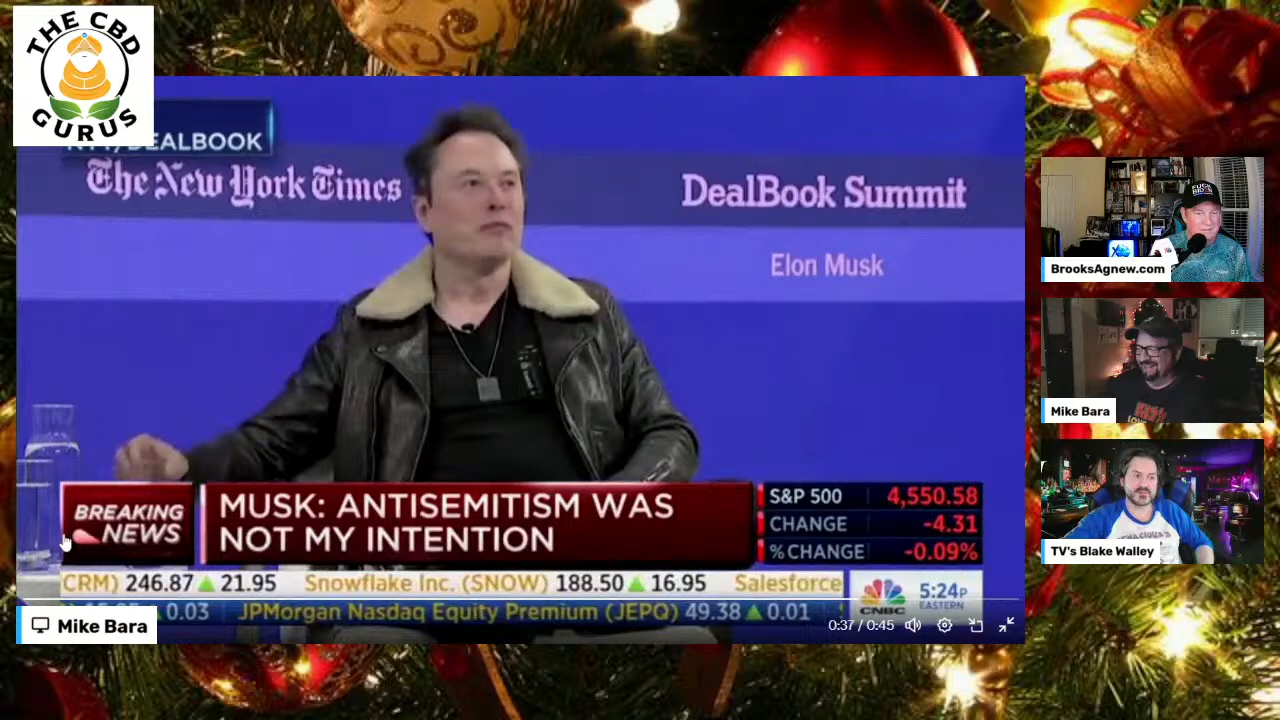 THE CBD
GURUS
DEALBOOK
The New York Times
DealBook Summit
Elon Musk
BREAKING
NEWS
MUSK: ANTISEMITISM WAS
NOT MY INTENTION
S&P 500 4,550.58
CHANGE -4.31
%CHANGE -0.09%
CRM) 246.87 ▲ 21.95 Snowflake Inc. (SNOW) 188.50 ▲ 16.95 Salesforce
0.03 JPMorgan Nasdaq Equity Premium (JEPQ) 49.38 ▲ 0.01
CNBC
5:24P
EASTERN
0:37 / 0:45
Mike Bara
BrooksAgnew.com
Mike Bara
TV's Blake Walley